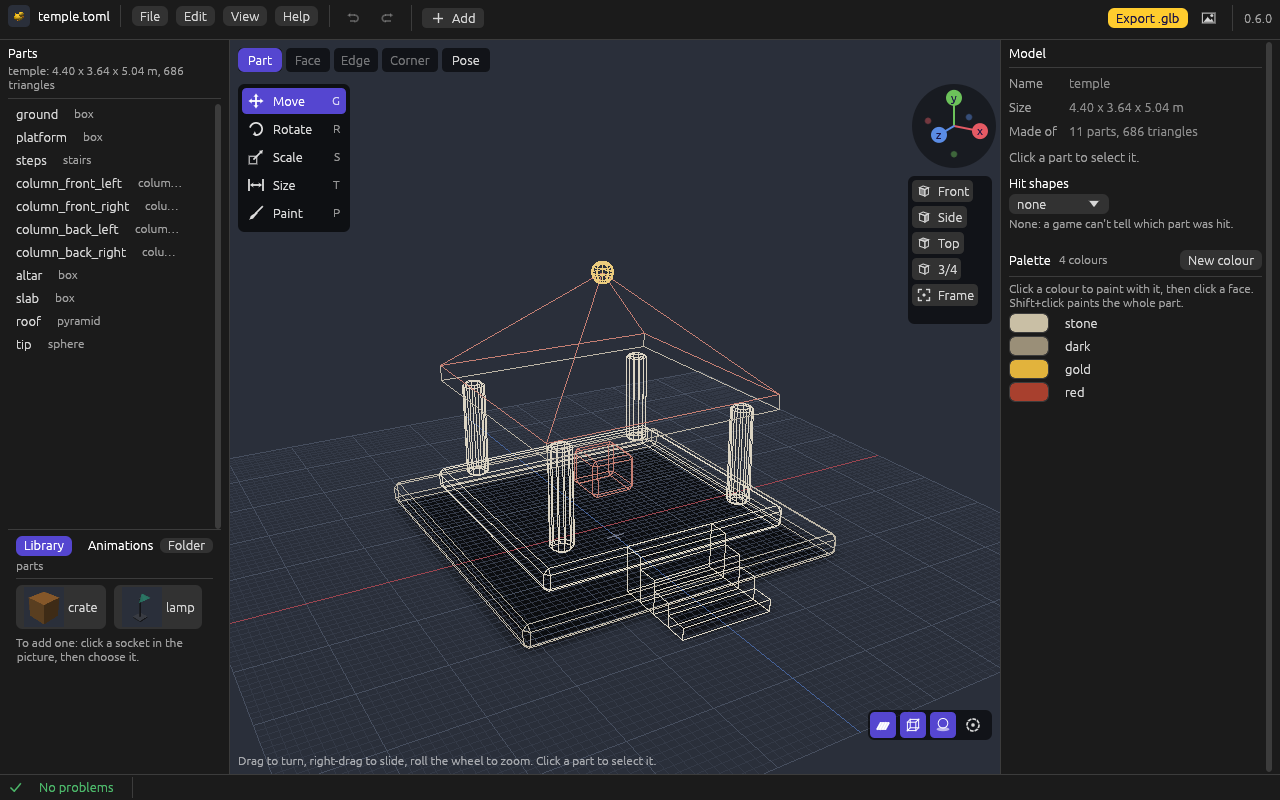 temple.toml
File
Edit
View
Help
Add
Export .glb
0.6.0
Parts
temple: 4.40 x 3.64 x 5.04 m, 686
triangles
ground box
platform box
steps stairs
column_front_left colum…
column_front_right colu…
column_back_left colum…
column_back_right colu…
altar box
slab box
roof pyramid
tip sphere
Library
Animations
Folder
parts
crate
lamp
To add one: click a socket in the
picture, then choose it.
No problems
Part
Face
Edge
Corner
Pose
Move G
Rotate R
Scale S
Size T
Paint P
y
x
z
Front
Side
Top
3/4
Frame
Drag to turn, right-drag to slide, roll the wheel to zoom. Click a part to select it.
Model
Name temple
Size 4.40 x 3.64 x 5.04 m
Made of 11 parts, 686 triangles
Click a part to select it.
Hit shapes
none
None: a game can't tell which part was hit.
Palette 4 colours
New colour
Click a colour to paint with it, then click a face.
Shift+click paints the whole part.
stone
dark
gold
red